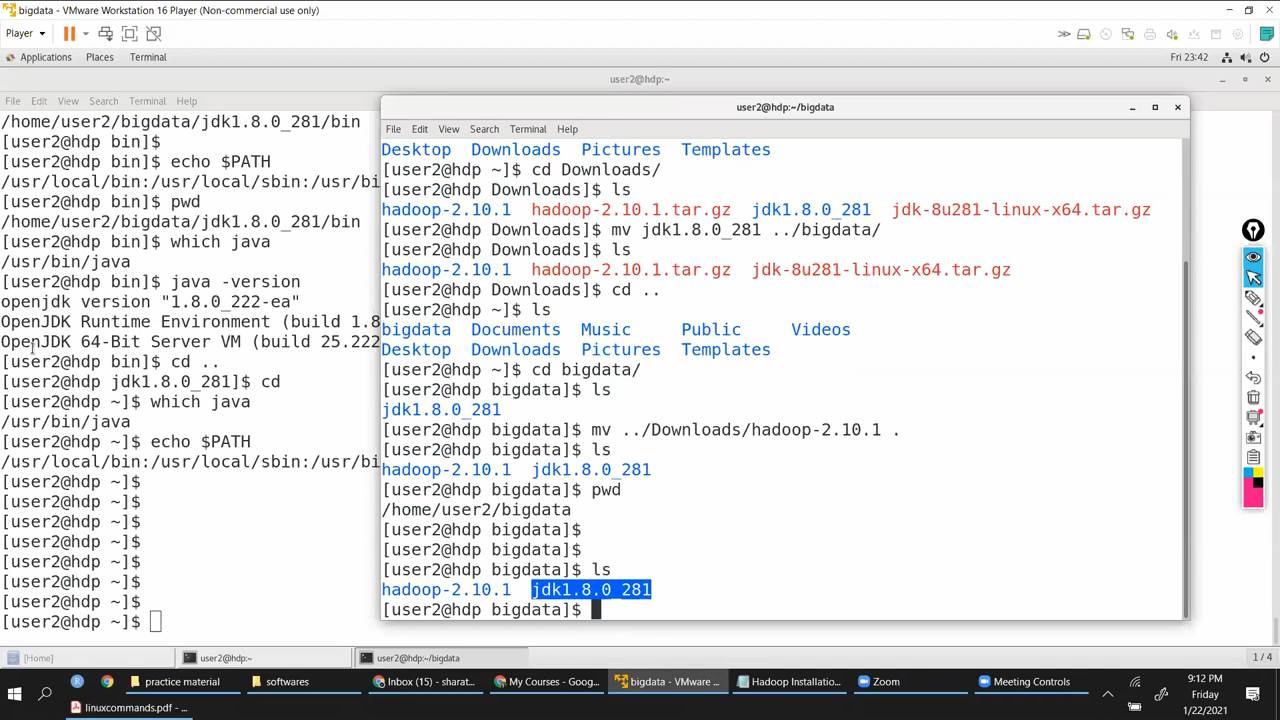 bigdata - VMware Workstation 16 Player (Non-commercial use only)
Player
Applications Places Terminal Fri 23:42
user2@hdp:~
File Edit View Search Terminal Help
/home/user2/bigdata/jdk1.8.0_281/bin
[user2@hdp bin]$
[user2@hdp bin]$ echo $PATH
/usr/local/bin:/usr/local/sbin:/usr/bi
[user2@hdp bin]$ pwd
/home/user2/bigdata/jdk1.8.0_281/bin
[user2@hdp bin]$ which java
/usr/bin/java
[user2@hdp bin]$ java -version
openjdk version "1.8.0_222-ea"
OpenJDK Runtime Environment (build 1.8
OpenJDK 64-Bit Server VM (build 25.222
[user2@hdp bin]$ cd ..
[user2@hdp jdk1.8.0_281]$ cd
[user2@hdp ~]$ which java
/usr/bin/java
[user2@hdp ~]$ echo $PATH
/usr/local/bin:/usr/local/sbin:/usr/bi
[user2@hdp ~]$
[user2@hdp ~]$
[user2@hdp ~]$
[user2@hdp ~]$
[user2@hdp ~]$
[user2@hdp ~]$
[user2@hdp ~]$
[user2@hdp ~]$
user2@hdp:~/bigdata
File Edit View Search Terminal Help
Desktop Downloads Pictures Templates
[user2@hdp ~]$ cd Downloads/
[user2@hdp Downloads]$ ls
hadoop-2.10.1 hadoop-2.10.1.tar.gz jdk1.8.0_281 jdk-8u281-linux-x64.tar.gz
[user2@hdp Downloads]$ mv jdk1.8.0_281 ../bigdata/
[user2@hdp Downloads]$ ls
hadoop-2.10.1 hadoop-2.10.1.tar.gz jdk-8u281-linux-x64.tar.gz
[user2@hdp Downloads]$ cd ..
[user2@hdp ~]$ ls
bigdata Documents Music Public Videos
Desktop Downloads Pictures Templates
[user2@hdp ~]$ cd bigdata/
[user2@hdp bigdata]$ ls
jdk1.8.0_281
[user2@hdp bigdata]$ mv ../Downloads/hadoop-2.10.1 .
[user2@hdp bigdata]$ ls
hadoop-2.10.1 jdk1.8.0_281
[user2@hdp bigdata]$ pwd
/home/user2/bigdata
[user2@hdp bigdata]$
[user2@hdp bigdata]$
[user2@hdp bigdata]$ ls
hadoop-2.10.1 jdk1.8.0_281
[user2@hdp bigdata]$
[Home] user2@hdp:~ user2@hdp:~/bigdata 1 / 4
practice material softwares Inbox (15) - sharat... My Courses - Goog... bigdata - VMware ... Hadoop Installatio... Zoom Meeting Controls
linuxcommands.pdf - ...
9:12 PM
Friday
1/22/2021